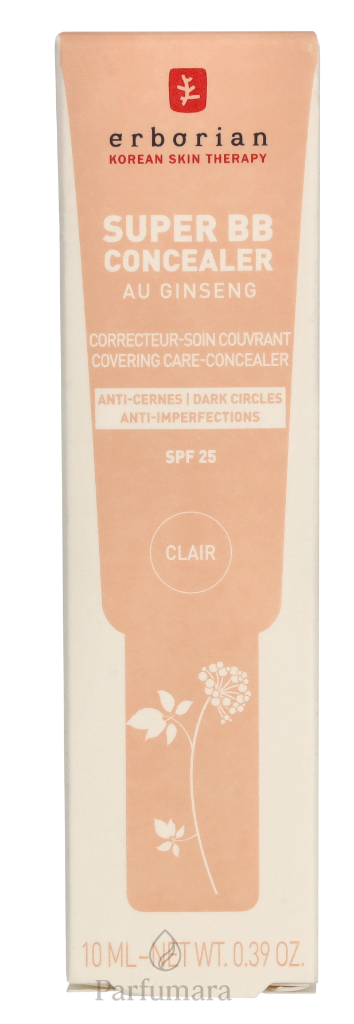 erborian
KOREAN SKIN THERAPY
SUPER BB
CONCEALER
AU GINSENG
CORRECTEUR-SOIN COUVRANT
COVERING CARE-CONCEALER
ANTI-CERNES | DARK CIRCLES
ANTI-IMPERFECTIONS
SPF 25
CLAIR
10 ML-NET WT. 0.39 OZ.
Parfumara